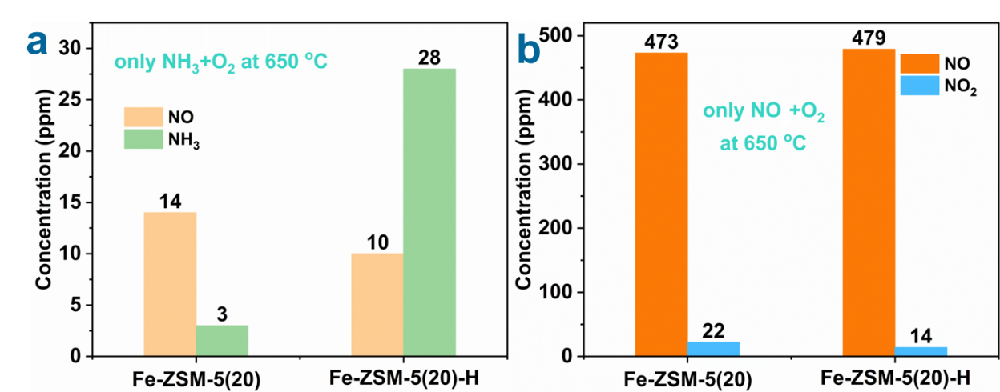 a
only NH₃+O₂ at 650 °C
NO
NH₃
Concentration (ppm)
30
25
20
15
10
5
0
14
3
10
28
Fe-ZSM-5(20)
Fe-ZSM-5(20)-H
b
only NO +O₂
at 650 °C
NO
NO₂
Concentration (ppm)
500
400
300
200
100
0
473
22
479
14
Fe-ZSM-5(20)
Fe-ZSM-5(20)-H